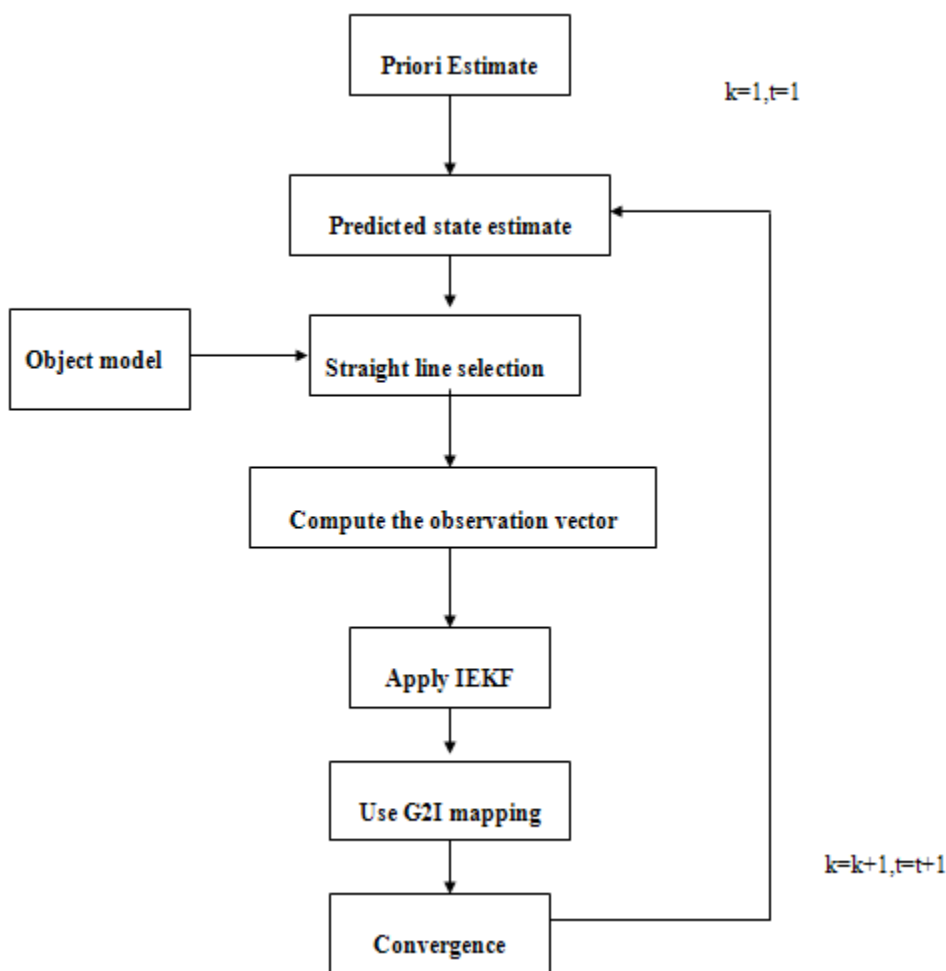 Priori Estimate
k=1,t=1
Predicted state estimate
Object model
Straight line selection
Compute the observation vector
Apply IEKF
Use G2I mapping
k=k+1,t=t+1
Convergence